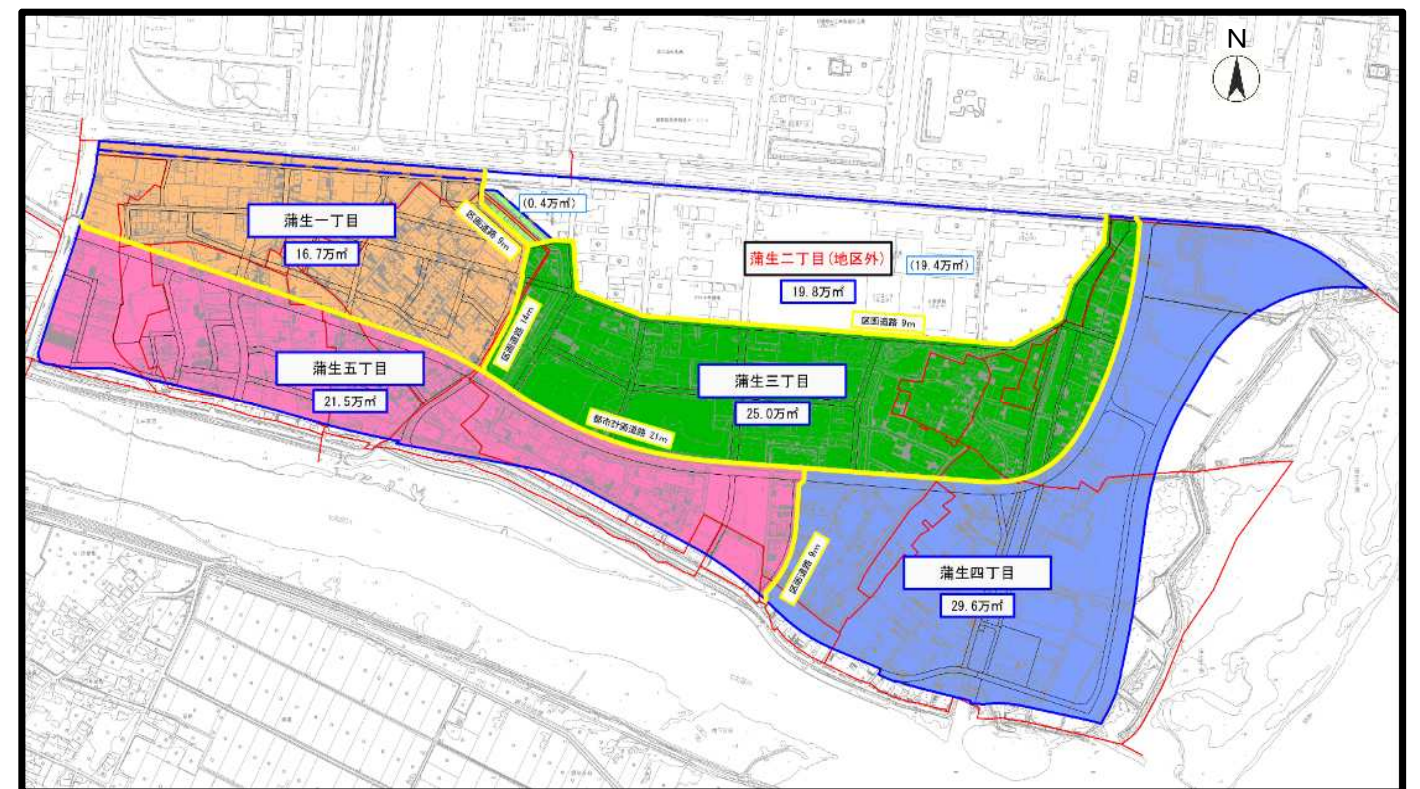 N
(0.4万㎡)
区画道路 9m
蒲生一丁目
16.7万㎡
蒲生二丁目(地区外)
(19.4万㎡)
19.8万㎡
区画道路 9m
区画道路 14m
蒲生五丁目
21.5万㎡
蒲生三丁目
25.0万㎡
都市計画道路 21m
区画道路 9m
蒲生四丁目
29.6万㎡